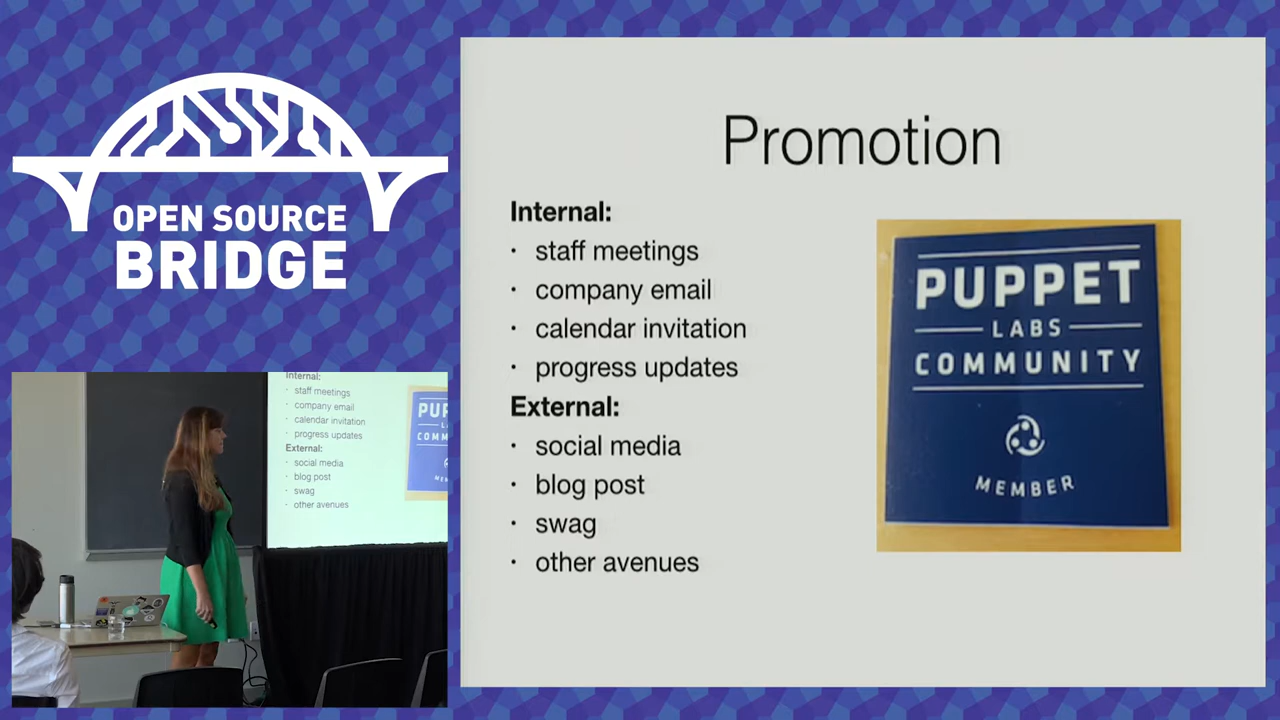 OPEN SOURCE
BRIDGE
Promotion
Internal:
· staff meetings
· company email
· calendar invitation
· progress updates
External:
· social media
· blog post
· swag
· other avenues
PUPPET
LABS
COMMUNITY
MEMBER
Internal:
· staff meetings
· company email
· calendar invitation
· progress updates
External:
· social media
· blog post
· swag
· other avenues